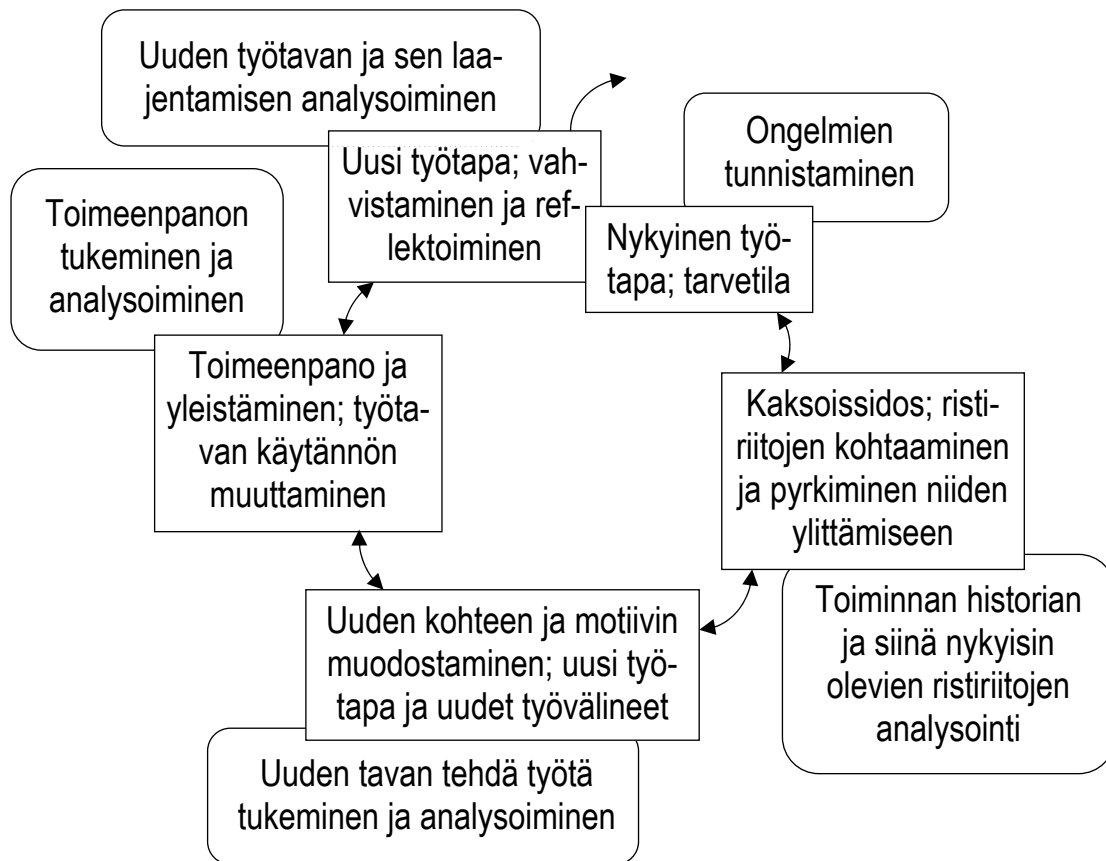 Uuden työtavan ja sen laa-
jentamisen analysoiminen
Uusi työtapa; vah-
vistaminen ja ref-
lektoiminen
Ongelmien
tunnistaminen
Nykyinen työ-
tapa; tarvetila
Toimeenpanon
tukeminen ja
analysoiminen
Toimeenpano ja
yleistäminen; työta-
van käytännön
muuttaminen
Kaksoissidos; risti-
riitojen kohtaaminen
ja pyrkiminen niiden
ylittämiseen
Toiminnan historian
ja siinä nykyisin
olevien ristiriitojen
analysointi
Uuden kohteen ja motiivin
muodostaminen; uusi työ-
tapa ja uudet työvälineet
Uuden tavan tehdä työtä
tukeminen ja analysoiminen